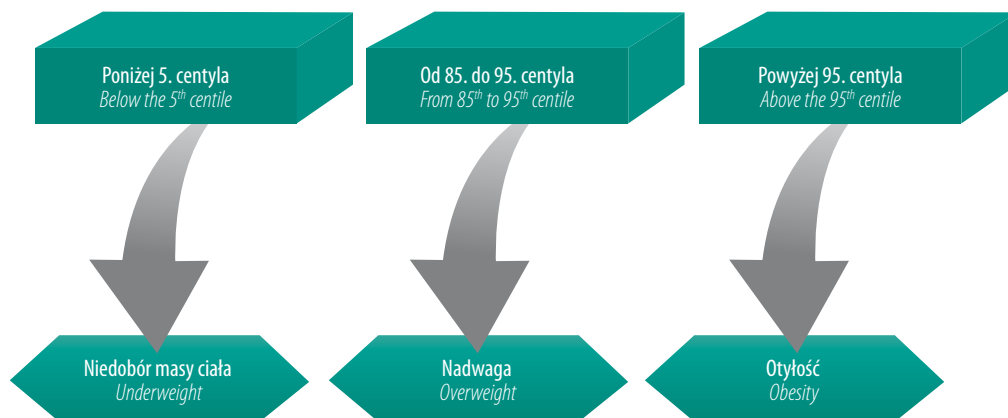 Poniżej 5. centyla
Below the 5th centile
Od 85. do 95. centyla
From 85th to 95th centile
Powyżej 95. centyla
Above the 95th centile
Niedobór masy ciała
Underweight
Nadwaga
Overweight
Otyłość
Obesity